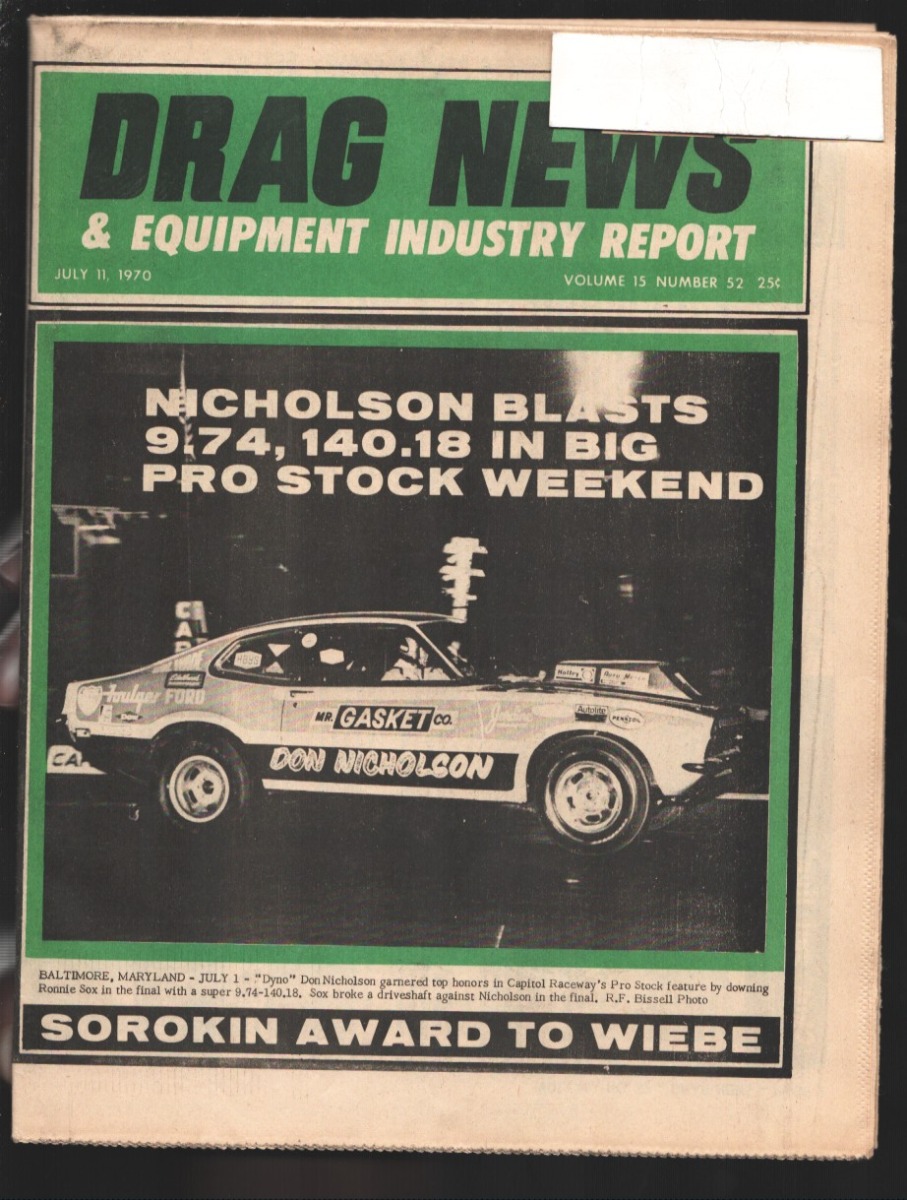 DRAG NEWS
& EQUIPMENT INDUSTRY REPORT
JULY 11, 1970
VOLUME 15 NUMBER 52 25¢
NICHOLSON BLASTS
9.74, 140.18 IN BIG
PRO STOCK WEEKEND
FORD
MR. GASKET CO.
Autolite
PENNZOIL
DON NICHOLSON
CA
BALTIMORE, MARYLAND - JULY 1 - "Dyno" Don Nicholson garnered top honors in Capitol Raceway's Pro Stock feature by downing
Ronnie Sox in the final with a super 9.74-140.18. Sox broke a driveshaft against Nicholson in the final. R.F. Bissell Photo
SOROKIN AWARD TO WIEBE